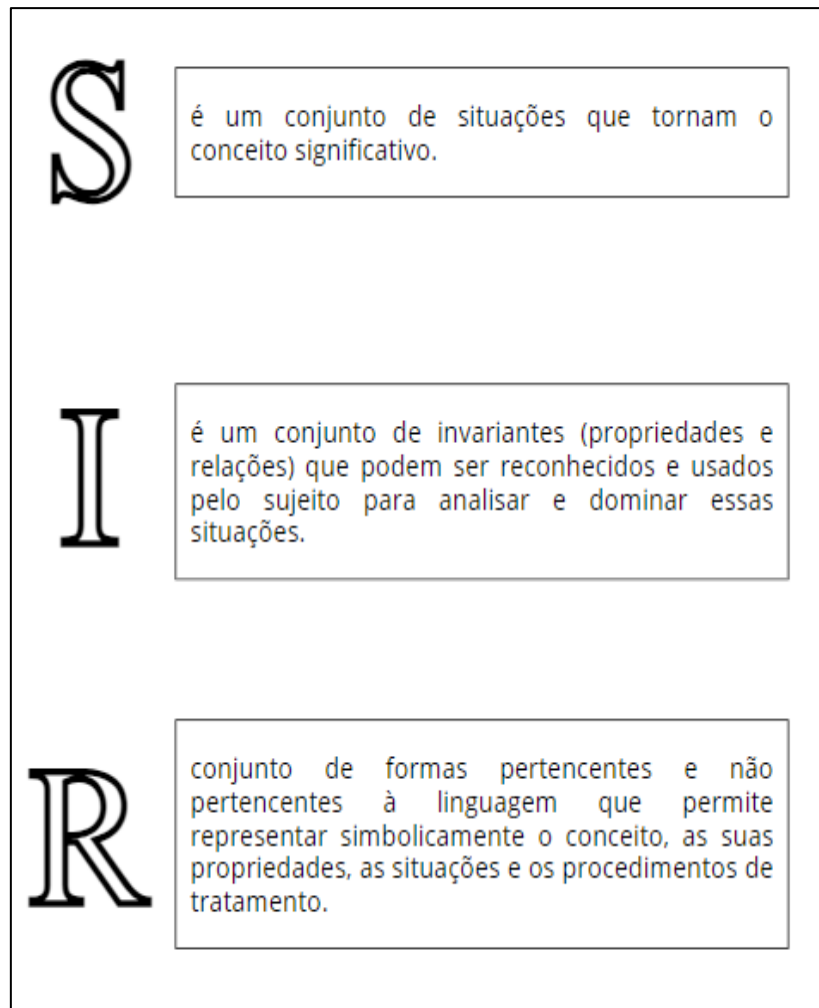 S
é um conjunto de situações que tornam o
conceito significativo.
I
é um conjunto de invariantes (propriedades e
relações) que podem ser reconhecidos e usados
pelo sujeito para analisar e dominar essas
situações.
R
conjunto de formas pertencentes e não
pertencentes à linguagem que permite
representar simbolicamente o conceito, as suas
propriedades, as situações e os procedimentos de
tratamento.